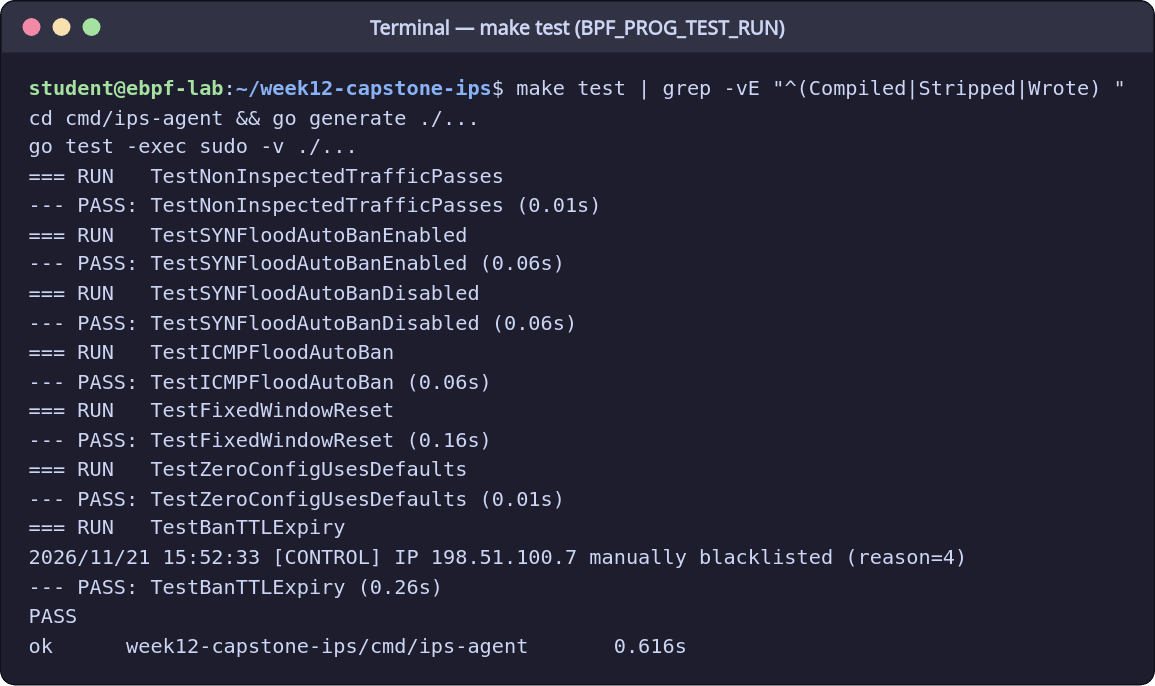 Terminal — make test (BPF_PROG_TEST_RUN)
student@ebpf-lab:~/week12-capstone-ips$ make test | grep -vE "^(Compiled|Stripped|Wrote) "
cd cmd/ips-agent && go generate ./...
go test -exec sudo -v ./...
=== RUN   TestNonInspectedTrafficPasses
--- PASS: TestNonInspectedTrafficPasses (0.01s)
=== RUN   TestSYNFloodAutoBanEnabled
--- PASS: TestSYNFloodAutoBanEnabled (0.06s)
=== RUN   TestSYNFloodAutoBanDisabled
--- PASS: TestSYNFloodAutoBanDisabled (0.06s)
=== RUN   TestICMPFloodAutoBan
--- PASS: TestICMPFloodAutoBan (0.06s)
=== RUN   TestFixedWindowReset
--- PASS: TestFixedWindowReset (0.16s)
=== RUN   TestZeroConfigUsesDefaults
--- PASS: TestZeroConfigUsesDefaults (0.01s)
=== RUN   TestBanTTLExpiry
2026/11/21 15:52:33 [CONTROL] IP 198.51.100.7 manually blacklisted (reason=4)
--- PASS: TestBanTTLExpiry (0.26s)
PASS
ok      week12-capstone-ips/cmd/ips-agent       0.616s